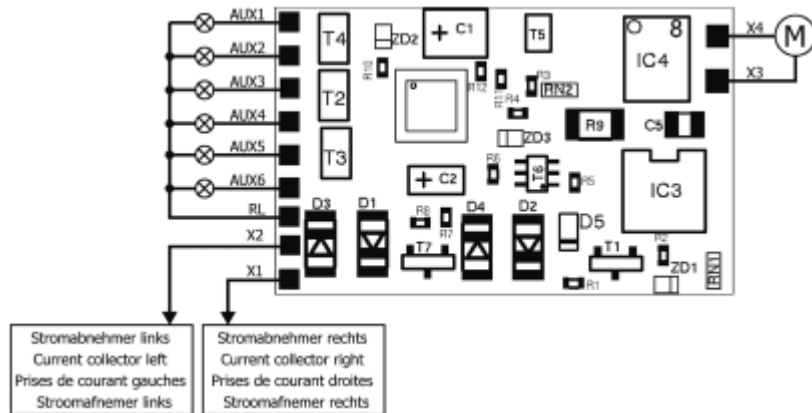 AUX1
AUX2
AUX3
AUX4
AUX5
AUX6
RL
X2
X1
T4
T2
T3
ZD2
R10
+ C1
R12
R11
R3
R4
RN2
T5
8
IC4
X4
M
X3
R9
C5
ZD3
R6
T6
R5
IC3
+ C2
D3
D1
R8
R7
T7
D4
D2
D5
T1
R1
R2
ZD1
RN1
Stromabnehmer links
Current collector left
Prises de courant gauches
Stroomafnemer links
Stromabnehmer rechts
Current collector right
Prises de courant droites
Stroomafnemer rechts